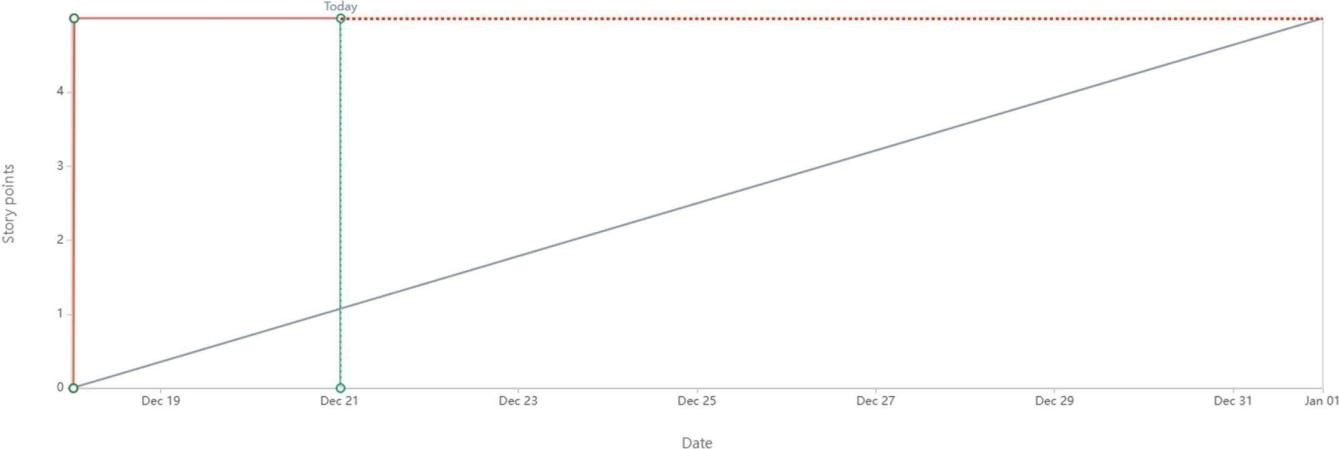 Today
4
3
2
1
0
Story points
Dec 19
Dec 21
Dec 23
Dec 25
Dec 27
Dec 29
Dec 31
Jan 01
Date